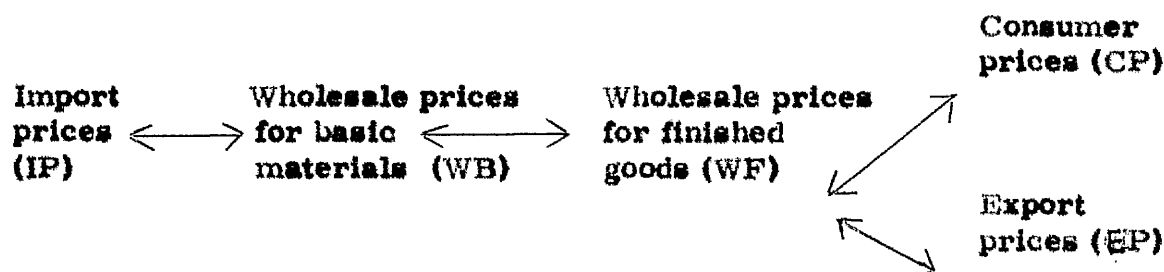 Consumer
prices (CP)
Import
prices
(IP)
Wholesale prices
for basic
materials (WB)
Wholesale prices
for finished
goods (WF)
Export
prices (EP)